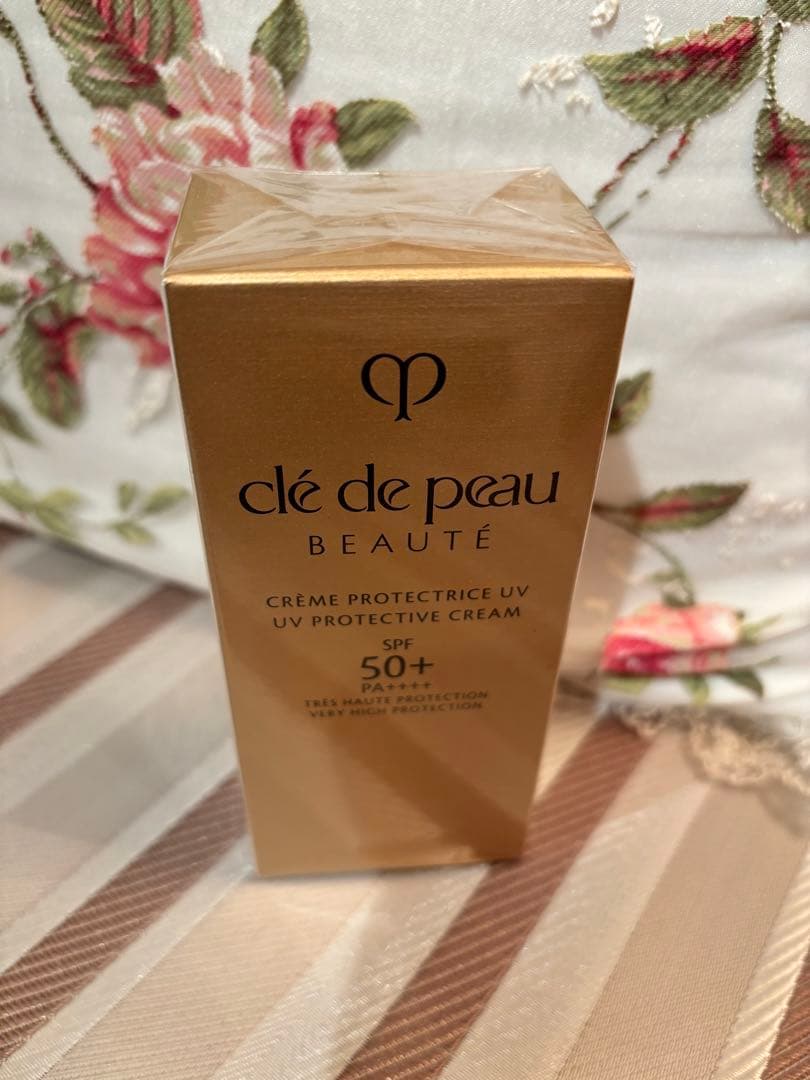 clé de peau
BEAUTÉ
CRÈME PROTECTRICE UV
UV PROTECTIVE CREAM
SPF
50+
PA++++
TRÈS HAUTE PROTECTION
VERY HIGH PROTECTION